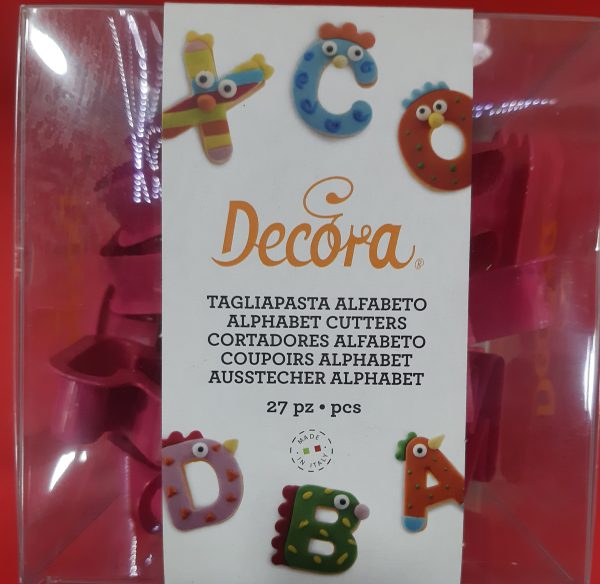 X C O
Decora®
TAGLIAPASTA ALFABETO
ALPHABET CUTTERS
CORTADORES ALFABETO
COUPOIRS ALPHABET
AUSSTECHER ALPHABET
27 pz • pcs
MADE IN ITALY
D B A